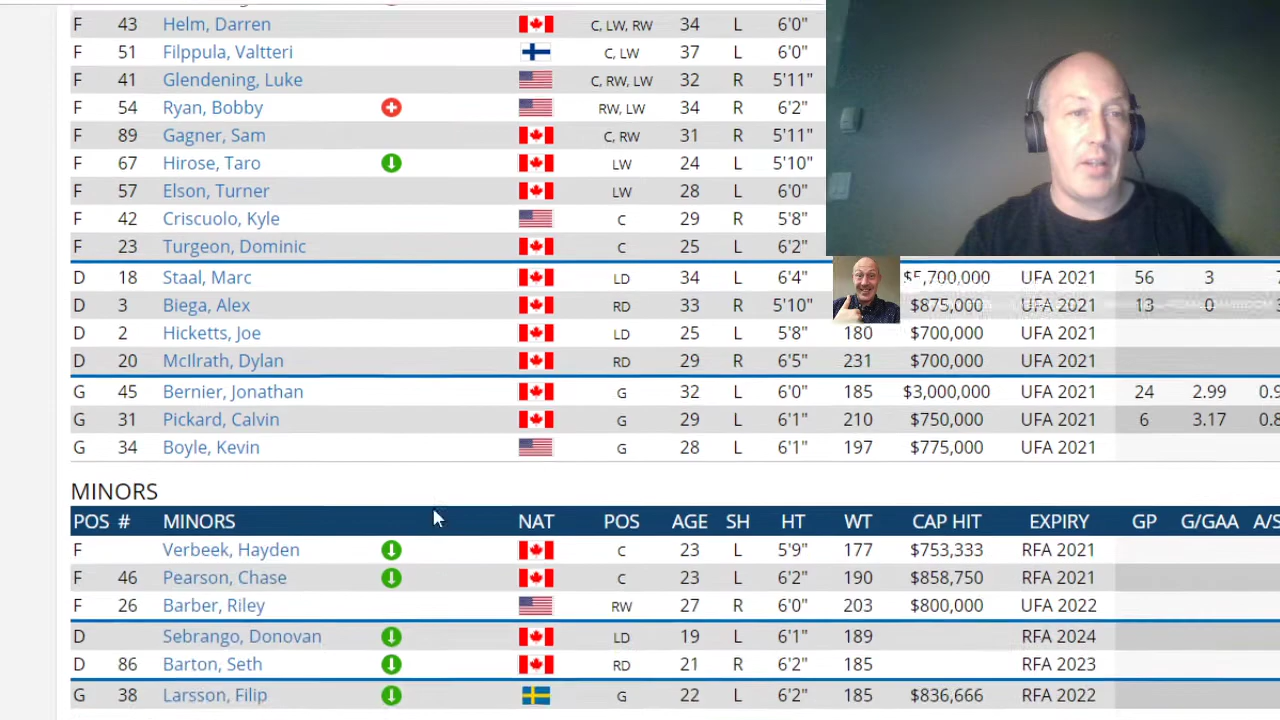 F 43 Helm, Darren C, LW, RW 34 L 6'0"
F 51 Filppula, Valtteri C, LW 37 L 6'0"
F 41 Glendening, Luke C, RW, LW 32 R 5'11"
F 54 Ryan, Bobby RW, LW 34 R 6'2"
F 89 Gagner, Sam C, RW 31 R 5'11"
F 67 Hirose, Taro LW 24 L 5'10"
F 57 Elson, Turner LW 28 L 6'0"
F 42 Criscuolo, Kyle C 29 R 5'8"
F 23 Turgeon, Dominic C 25 L 6'2"
D 18 Staal, Marc LD 34 L 6'4" $5,700,000 UFA 2021 56 3
D 3 Biega, Alex RD 33 R 5'10" $875,000 UFA 2021 13 0
D 2 Hicketts, Joe LD 25 L 5'8" 180 $700,000 UFA 2021
D 20 McIlrath, Dylan RD 29 R 6'5" 231 $700,000 UFA 2021
G 45 Bernier, Jonathan G 32 L 6'0" 185 $3,000,000 UFA 2021 24 2.99 0.9
G 31 Pickard, Calvin G 29 L 6'1" 210 $750,000 UFA 2021 6 3.17 0.8
G 34 Boyle, Kevin G 28 L 6'1" 197 $775,000 UFA 2021
MINORS
POS # MINORS NAT POS AGE SH HT WT CAP HIT EXPIRY GP G/GAA A/S
F Verbeek, Hayden C 23 L 5'9" 177 $753,333 RFA 2021
F 46 Pearson, Chase C 23 L 6'2" 190 $858,750 RFA 2021
F 26 Barber, Riley RW 27 R 6'0" 203 $800,000 UFA 2022
D Sebrango, Donovan LD 19 L 6'1" 189 RFA 2024
D 86 Barton, Seth RD 21 R 6'2" 185 RFA 2023
G 38 Larsson, Filip G 22 L 6'2" 185 $836,666 RFA 2022